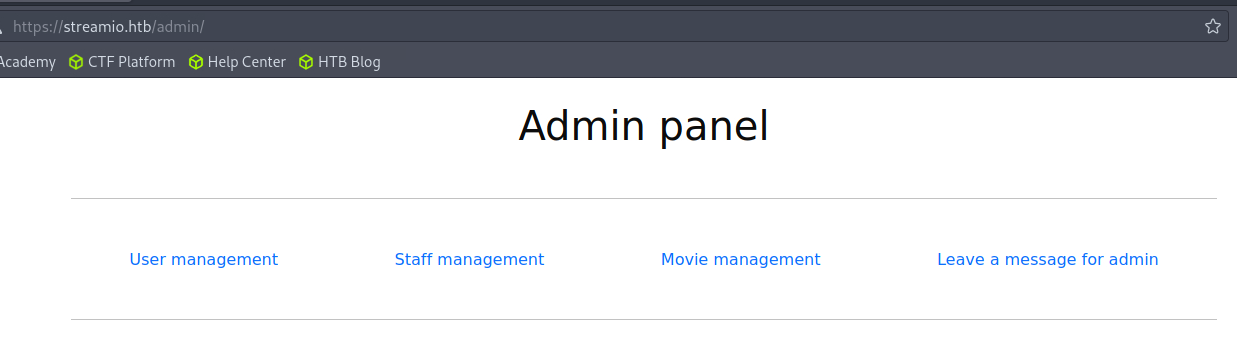 https://streamio.htb/admin/
Academy CTF Platform Help Center HTB Blog
Admin panel
User management Staff management Movie management Leave a message for admin